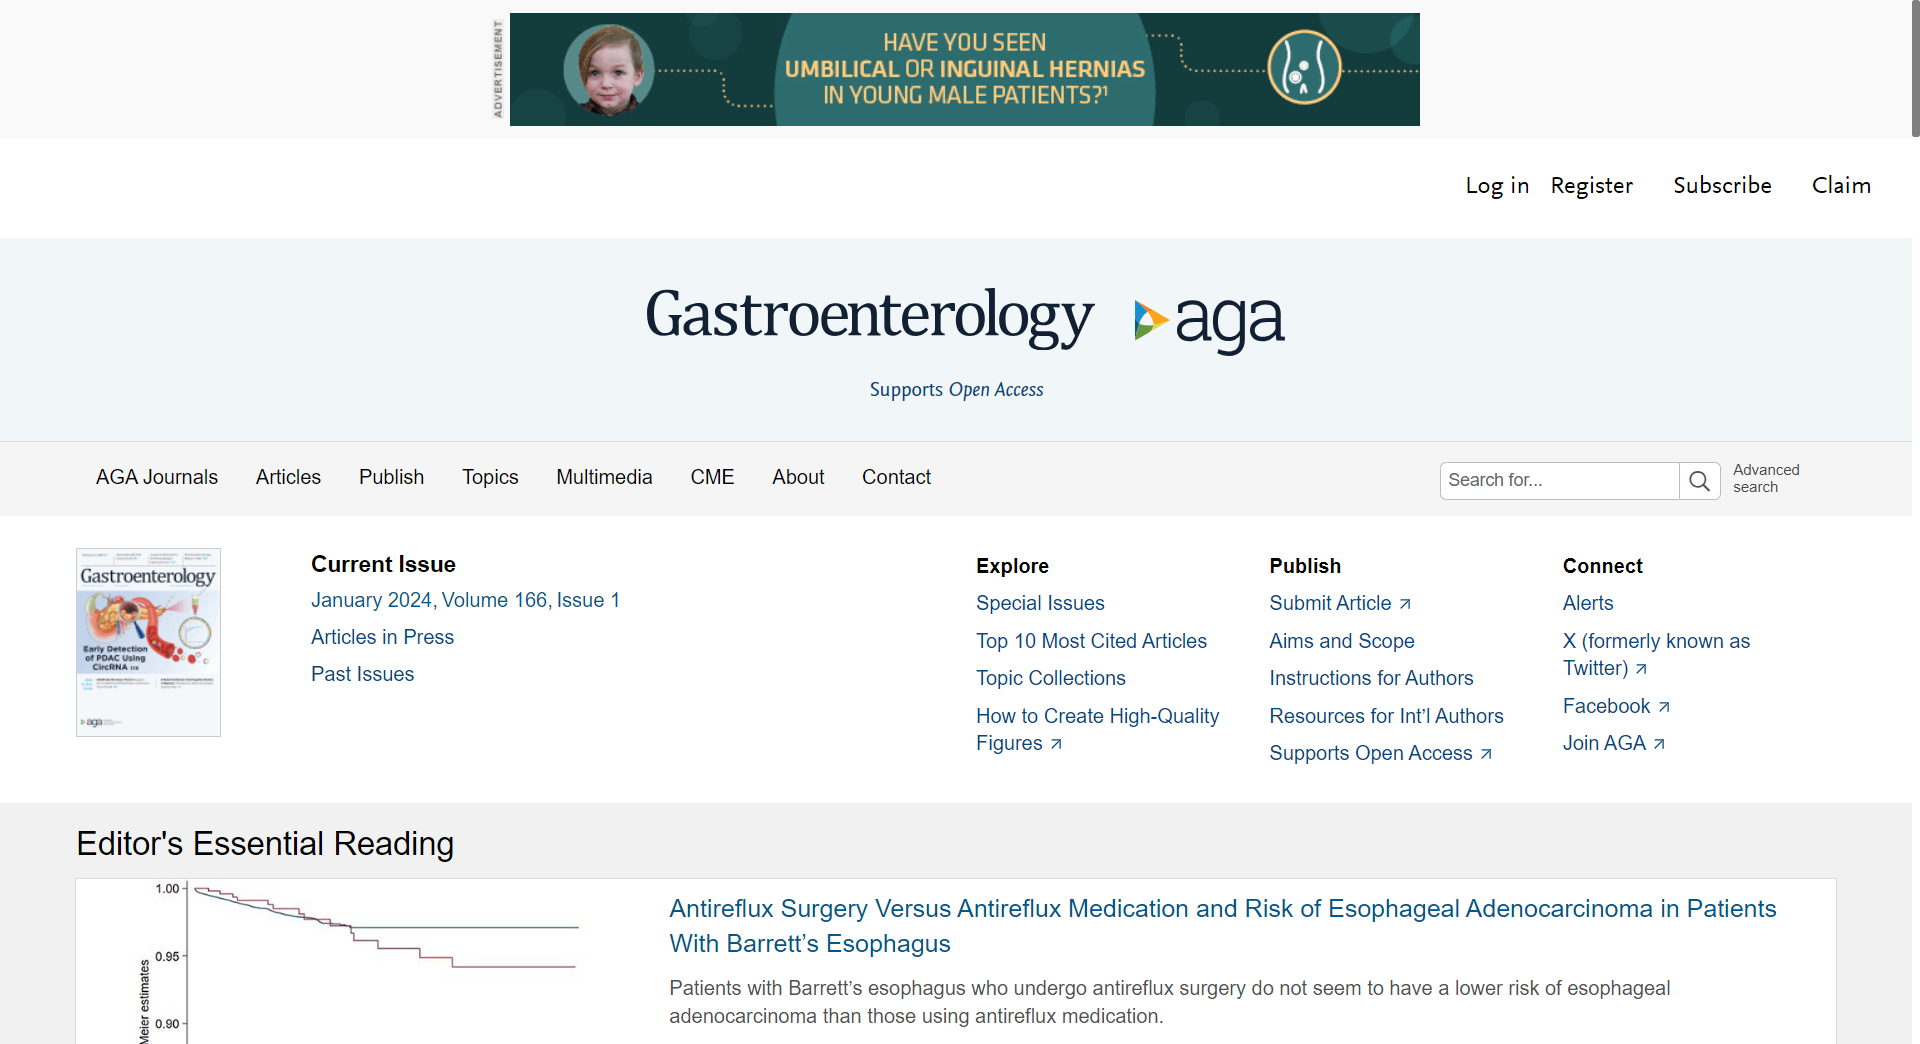 ADVERTISEMENT
HAVE YOU SEEN
UMBILICAL OR INGUINAL HERNIAS
IN YOUNG MALE PATIENTS?¹
Log in Register Subscribe Claim
Gastroenterology aga
Supports Open Access
AGA Journals Articles Publish Topics Multimedia CME About Contact
Search for...
Advanced
search
Gastroenterology
Early Detection
of PDAC Using
CircRNA
aga
Current Issue
January 2024, Volume 166, Issue 1
Articles in Press
Past Issues
Explore
Special Issues
Top 10 Most Cited Articles
Topic Collections
How to Create High-Quality
Figures
Publish
Submit Article
Aims and Scope
Instructions for Authors
Resources for Int'l Authors
Supports Open Access
Connect
Alerts
X (formerly known as
Twitter)
Facebook
Join AGA
Editor's Essential Reading
1.00
0.95
0.90
Meier estimates
Antireflux Surgery Versus Antireflux Medication and Risk of Esophageal Adenocarcinoma in Patients
With Barrett’s Esophagus
Patients with Barrett’s esophagus who undergo antireflux surgery do not seem to have a lower risk of esophageal
adenocarcinoma than those using antireflux medication.